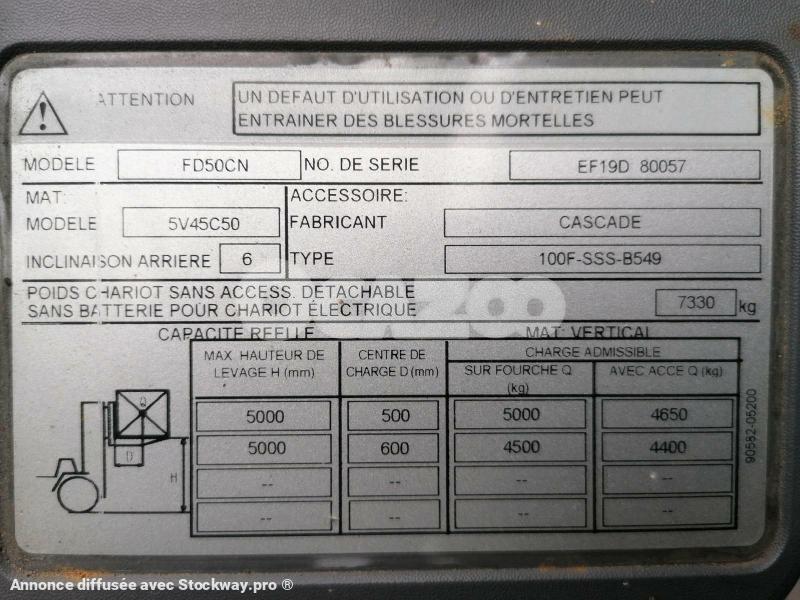 ATTENTION
UN DEFAUT D'UTILISATION OU D'ENTRETIEN PEUT
ENTRAINER DES BLESSURES MORTELLES
MODELE FD50CN NO. DE SERIE EF19D 80057
MAT: ACCESSOIRE:
MODELE 5V45C50 FABRICANT CASCADE
INCLINAISON ARRIERE 6 TYPE 100F-SSS-B549
POIDS CHARIOT SANS ACCESS. DETACHABLE
SANS BATTERIE POUR CHARIOT ÉLECTRIQUE 7330 kg
CAPACITE REELLE MAT: VERTICAL
MAX. HAUTEUR DE LEVAGE H (mm) CENTRE DE CHARGE D (mm) CHARGE ADMISSIBLE
SUR FOURCHE Q (kg) AVEC ACCE Q (kg)
5000 500 5000 4650
5000 600 4500 4400
-- -- -- --
-- -- -- --
Q
D
H
90582-05200
Annonce diffusée avec Stockway.pro ®